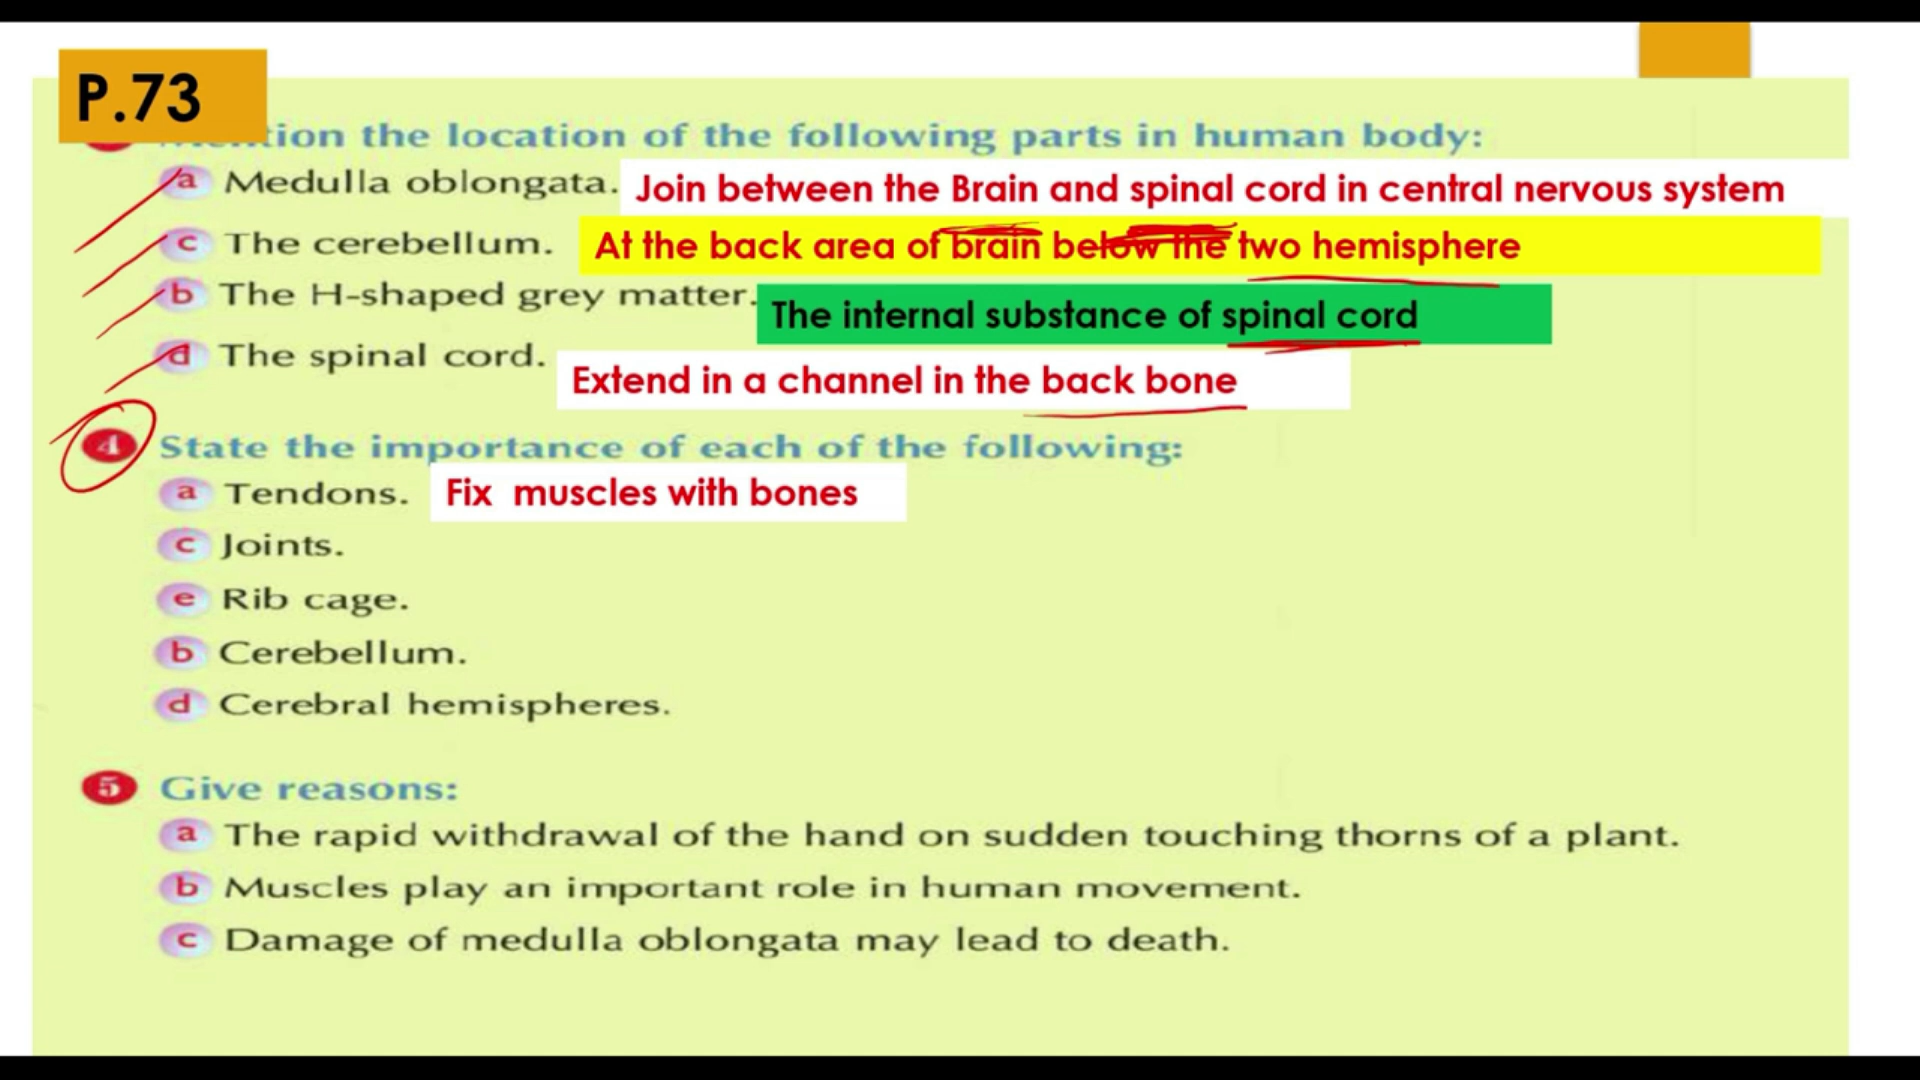 P.73
tion the location of the following parts in human body:
a Medulla oblongata. Join between the Brain and spinal cord in central nervous system
c The cerebellum. At the back area of brain below the two hemisphere
b The H-shaped grey matter. The internal substance of spinal cord
d The spinal cord. Extend in a channel in the back bone
4 State the importance of each of the following:
a Tendons. Fix muscles with bones
c Joints.
e Rib cage.
b Cerebellum.
d Cerebral hemispheres.
5 Give reasons:
a The rapid withdrawal of the hand on sudden touching thorns of a plant.
b Muscles play an important role in human movement.
c Damage of medulla oblongata may lead to death.